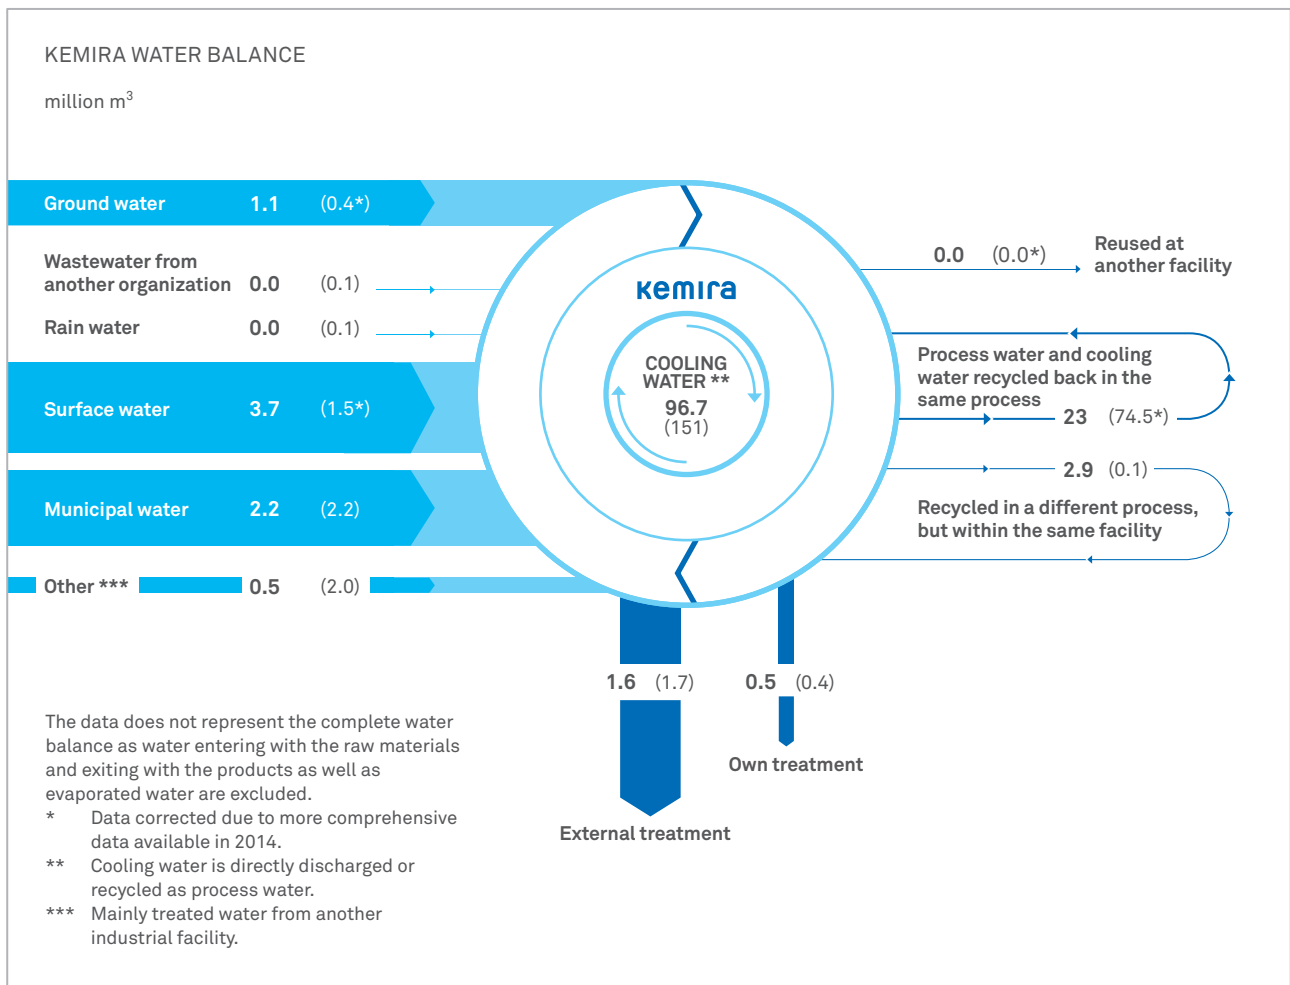 KEMIRA WATER BALANCE
million m³
Ground water 1.1 (0.4*)
Wastewater from
another organization 0.0 (0.1)
Rain water 0.0 (0.1)
Surface water 3.7 (1.5*)
Municipal water 2.2 (2.2)
Other *** 0.5 (2.0)
kemira
COOLING
WATER **
96.7
(151)
0.0 (0.0*)
Reused at
another facility
Process water and cooling
water recycled back in the
same process
23 (74.5*)
2.9 (0.1)
Recycled in a different process,
but within the same facility
1.6 (1.7)
External treatment
0.5 (0.4)
Own treatment
The data does not represent the complete water
balance as water entering with the raw materials
and exiting with the products as well as
evaporated water are excluded.
* Data corrected due to more comprehensive
data available in 2014.
** Cooling water is directly discharged or
recycled as process water.
*** Mainly treated water from another
industrial facility.